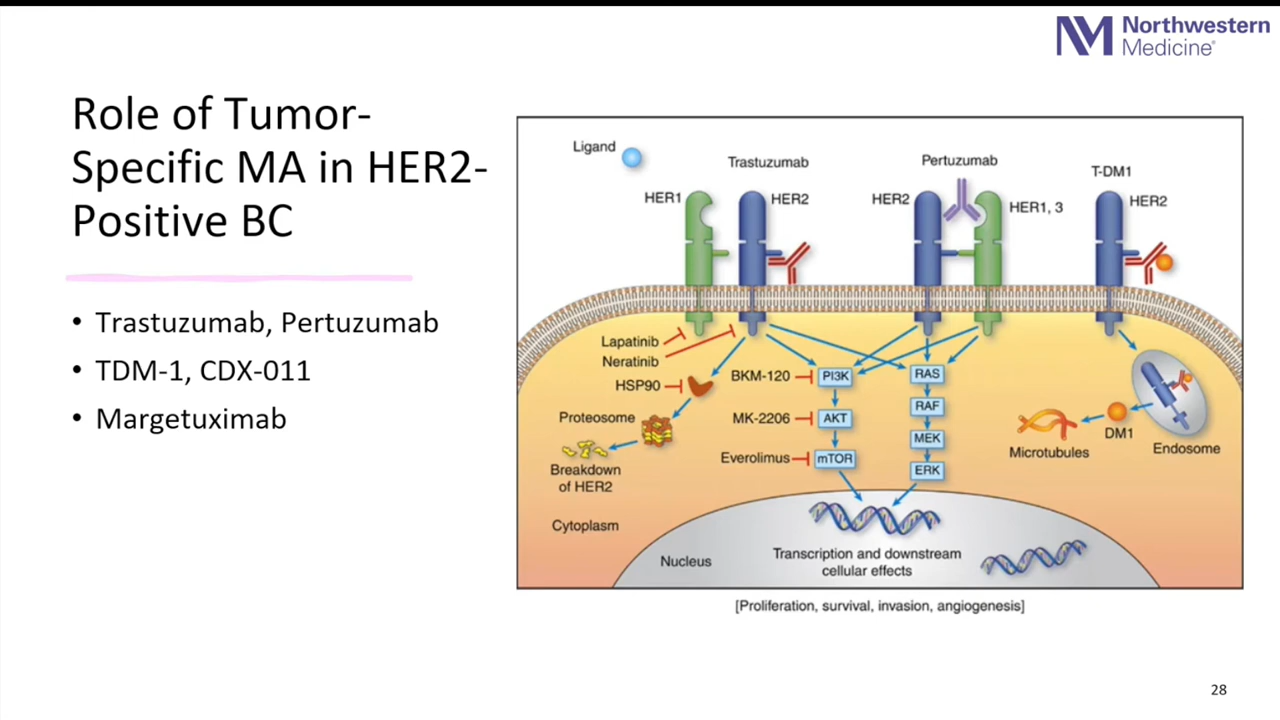 Northwestern
Medicine®
Role of Tumor-
Specific MA in HER2-
Positive BC
• Trastuzumab, Pertuzumab
• TDM-1, CDX-011
• Margetuximab
Ligand
Trastuzumab
Pertuzumab
T-DM1
HER1
HER2
HER2
HER1, 3
HER2
Lapatinib
Neratinib
HSP90
BKM-120
PI3K
RAS
Proteosome
MK-2206
AKT
RAF
Breakdown
of HER2
Everolimus
mTOR
MEK
ERK
Microtubules
DM1
Endosome
Cytoplasm
Nucleus
Transcription and downstream
cellular effects
[Proliferation, survival, invasion, angiogenesis]
28